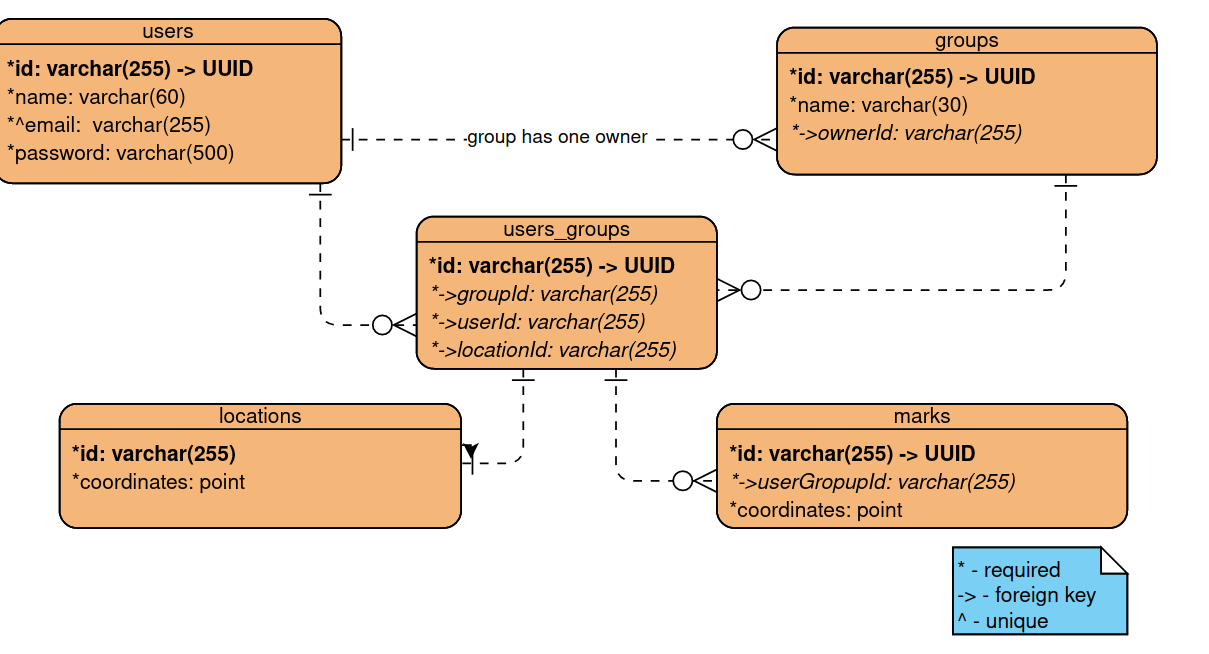 users
*id: varchar(255) -> UUID
*name: varchar(60)
*^email:  varchar(255)
*password: varchar(500)
group has one owner
groups
*id: varchar(255) -> UUID
*name: varchar(30)
*->ownerId: varchar(255)
users_groups
*id: varchar(255) -> UUID
*->groupId: varchar(255)
*->userId: varchar(255)
*->locationId: varchar(255)
locations
*id: varchar(255)
*coordinates: point
marks
*id: varchar(255) -> UUID
*->userGropupId: varchar(255)
*coordinates: point
* - required
-> - foreign key
^ - unique